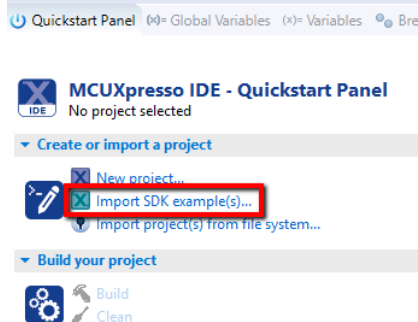 Quickstart Panel (x)= Global Variables (x)= Variables Bre
IDE
MCUXpresso IDE - Quickstart Panel
No project selected
Create or import a project
New project...
Import SDK example(s)...
Import project(s) from file system...
Build your project
Build
Clean